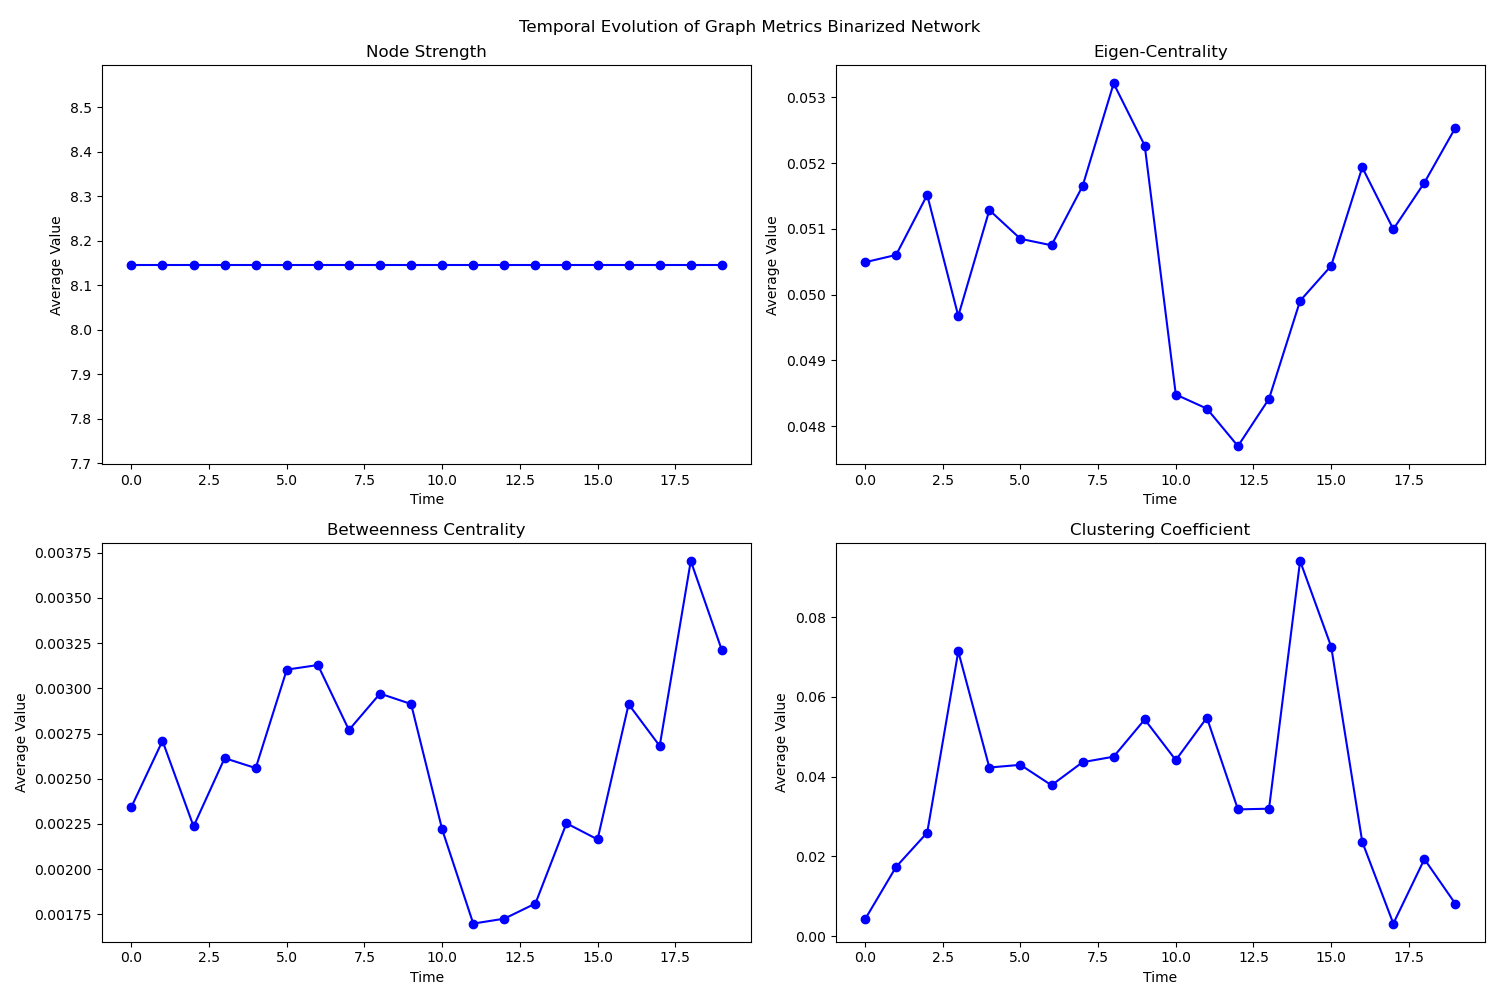 Temporal Evolution of Graph Metrics Binarized Network
Node Strength
Average Value
8.5
8.4
8.3
8.2
8.1
8.0
7.9
7.8
7.7
0.0 2.5 5.0 7.5 10.0 12.5 15.0 17.5
Time
Eigen-Centrality
Average Value
0.053
0.052
0.051
0.050
0.049
0.048
0.0 2.5 5.0 7.5 10.0 12.5 15.0 17.5
Time
Betweenness Centrality
Average Value
0.00375
0.00350
0.00325
0.00300
0.00275
0.00250
0.00225
0.00200
0.00175
0.0 2.5 5.0 7.5 10.0 12.5 15.0 17.5
Time
Clustering Coefficient
Average Value
0.08
0.06
0.04
0.02
0.00
0.0 2.5 5.0 7.5 10.0 12.5 15.0 17.5
Time